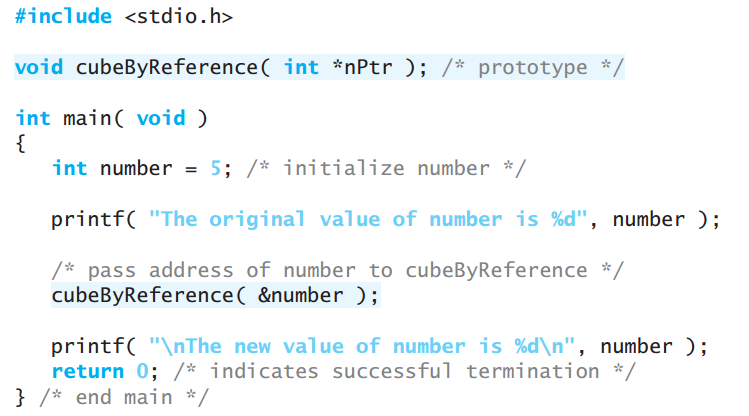 #include <stdio.h>
void cubeByReference( int *nPtr ); /* prototype */
int main( void )
{
int number = 5; /* initialize number */
printf( "The original value of number is %d", number );
/* pass address of number to cubeByReference */
cubeByReference( &number );
printf( "\nThe new value of number is %d\n", number );
return 0; /* indicates successful termination */
} /* end main */